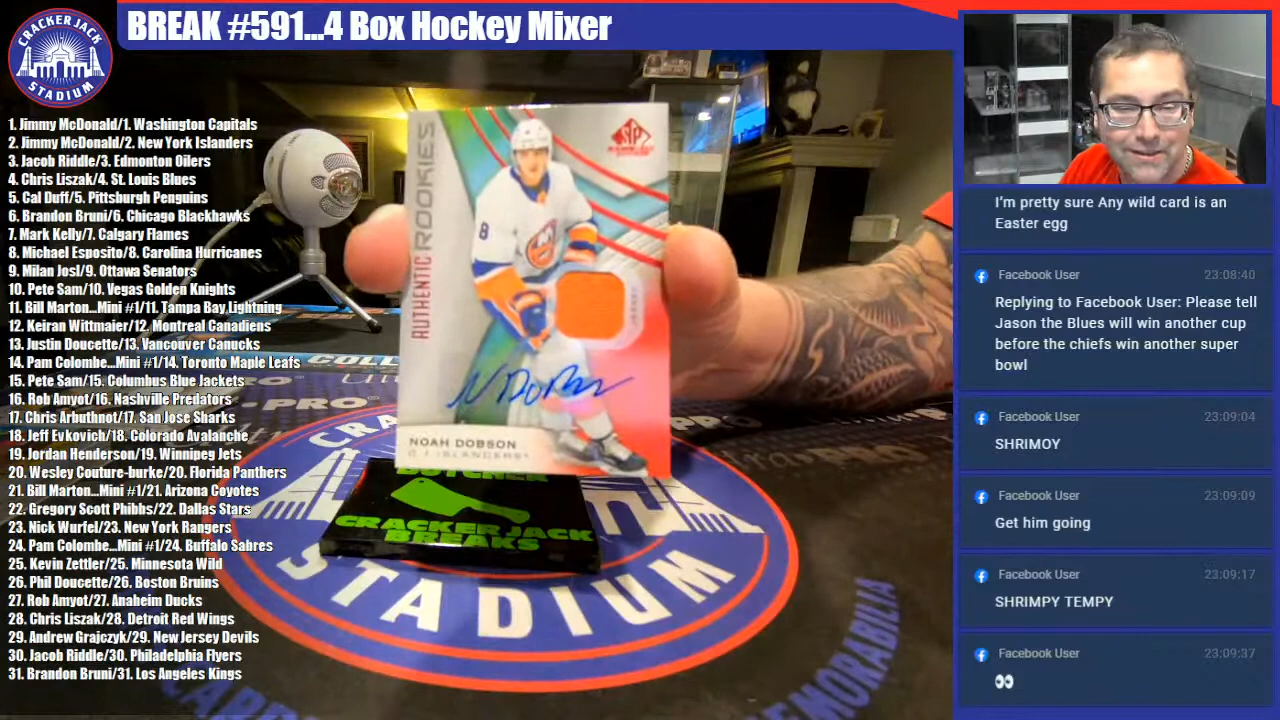 CRACKER JACK
STADIUM
BREAK #591...4 Box Hockey Mixer
1. Jimmy McDonald/1. Washington Capitals
2. Jimmy McDonald/2. New York Islanders
3. Jacob Riddle/3. Edmonton Oilers
4. Chris Liszak/4. St. Louis Blues
5. Cal Duff/5. Pittsburgh Penguins
6. Brandon Bruni/6. Chicago Blackhawks
7. Mark Kelly/7. Calgary Flames
8. Michael Esposito/8. Carolina Hurricanes
9. Milan Josl/9. Ottawa Senators
10. Pete Sam/10. Vegas Golden Knights
11. Bill Marton...Mini #1/11. Tampa Bay Lightning
12. Keiran Wittmaier/12. Montreal Canadiens
13. Justin Doucette/13. Vancouver Canucks
14. Pam Colombe...Mini #1/14. Toronto Maple Leafs
15. Pete Sam/15. Columbus Blue Jackets
16. Rob Amyot/16. Nashville Predators
17. Chris Arbuthnot/17. San Jose Sharks
18. Jeff Evkovich/18. Colorado Avalanche
19. Jordan Henderson/19. Winnipeg Jets
20. Wesley Couture-burke/20. Florida Panthers
21. Bill Marton...Mini #1/21. Arizona Coyotes
22. Gregory Scott Phibbs/22. Dallas Stars
23. Nick Wurfel/23. New York Rangers
24. Pam Colombe...Mini #1/24. Buffalo Sabres
25. Kevin Zettler/25. Minnesota Wild
26. Phil Doucette/26. Boston Bruins
27. Rob Amyot/27. Anaheim Ducks
28. Chris Liszak/28. Detroit Red Wings
29. Andrew Grajczyk/29. New Jersey Devils
30. Jacob Riddle/30. Philadelphia Flyers
31. Brandon Bruni/31. Los Angeles Kings
AUTHENTIC ROOKIES
SP
8
JERSEY
N Dobson
NOAH DOBSON
N.Y. ISLANDERS
BUTCHER
CRACKER JACK
BREAKS
STADIUM
MEMORABILIA
I'm pretty sure Any wild card is an
Easter egg
Facebook User 23:08:40
Replying to Facebook User: Please tell
Jason the Blues will win another cup
before the chiefs win another super
bowl
Facebook User 23:09:04
SHRIMOY
Facebook User 23:09:09
Get him going
Facebook User 23:09:17
SHRIMPY TEMPY
Facebook User 23:09:37